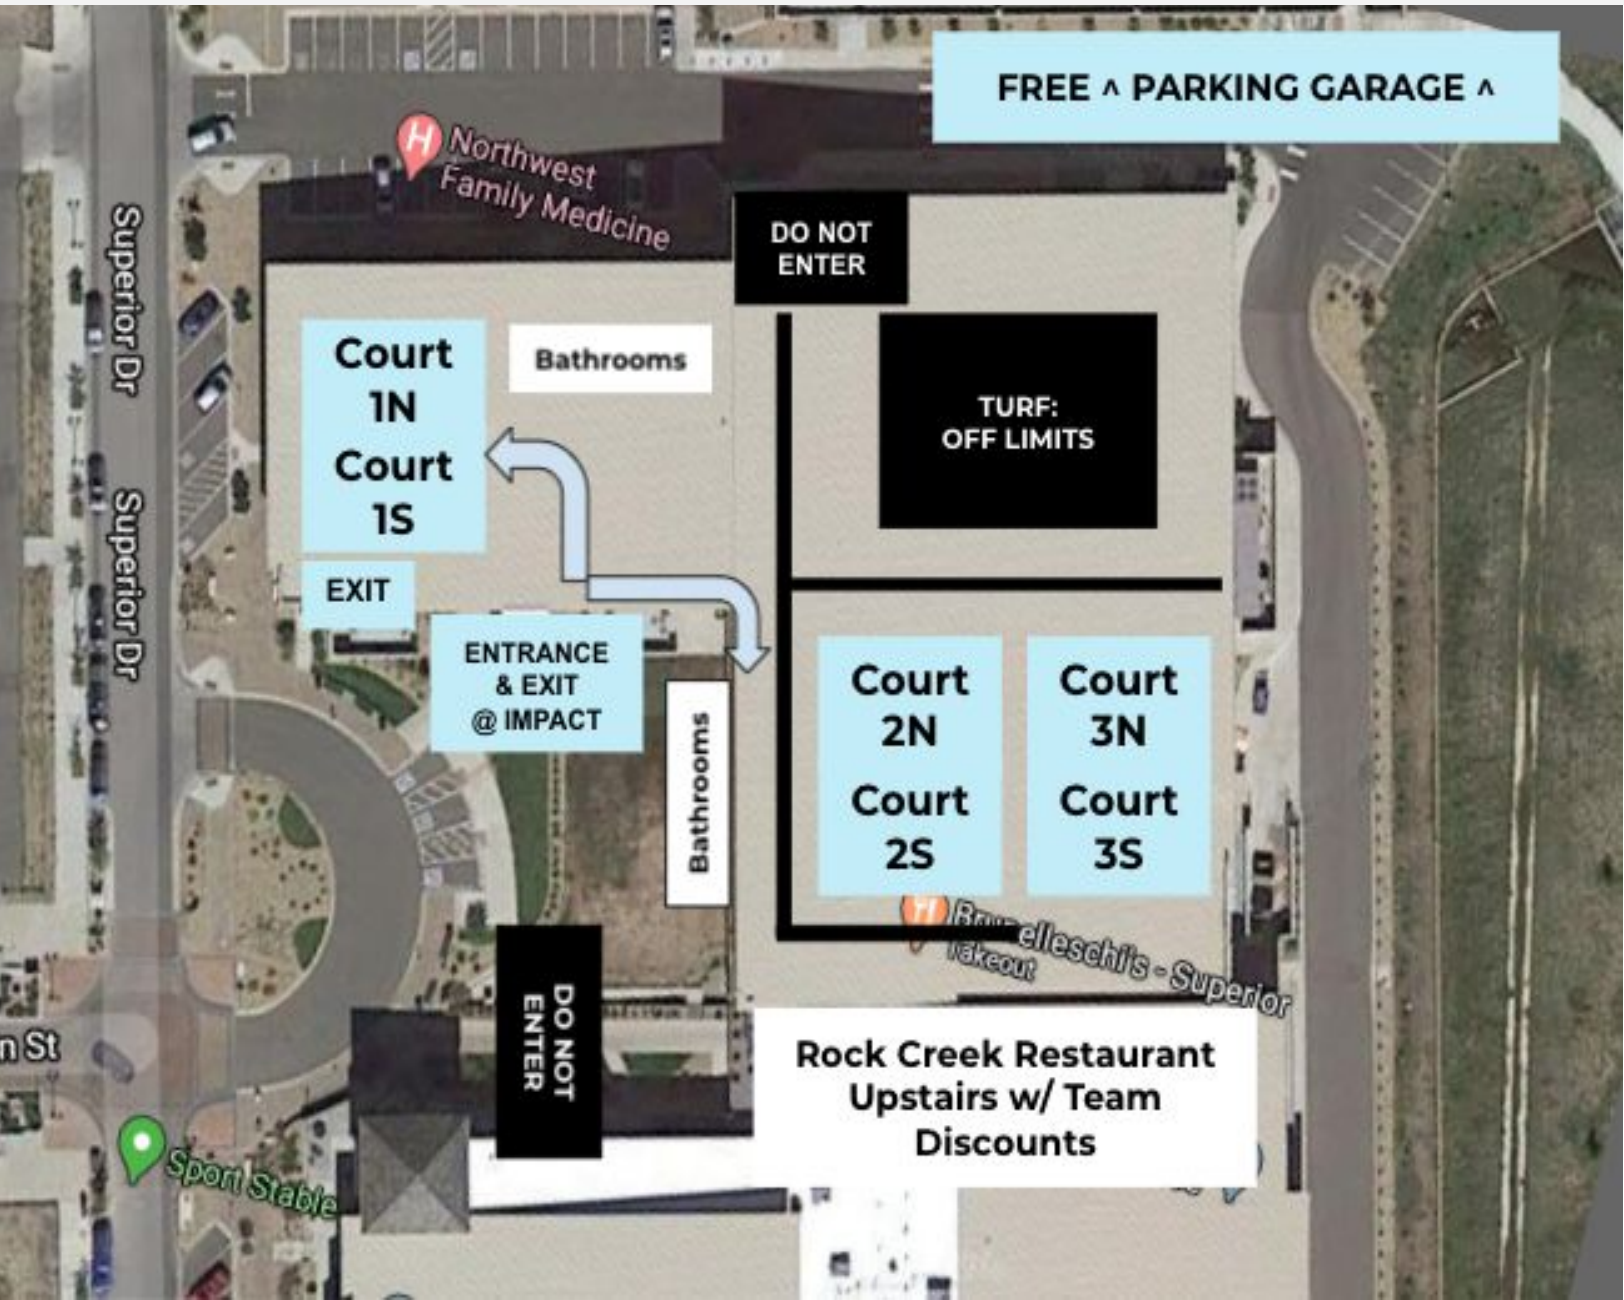 FREE ^ PARKING GARAGE ^
Northwest
Family Medicine
Superior Dr
DO NOT
ENTER
Court
1N
Court
1S
Bathrooms
TURF:
OFF LIMITS
Superior Dr
EXIT
ENTRANCE
& EXIT
@ IMPACT
Bathrooms
Court
2N
Court
2S
Court
3N
Court
3S
Takeout
- Superior
DO NOT
ENTER
n St
Rock Creek Restaurant
Upstairs w/ Team
Discounts
Sport Stable